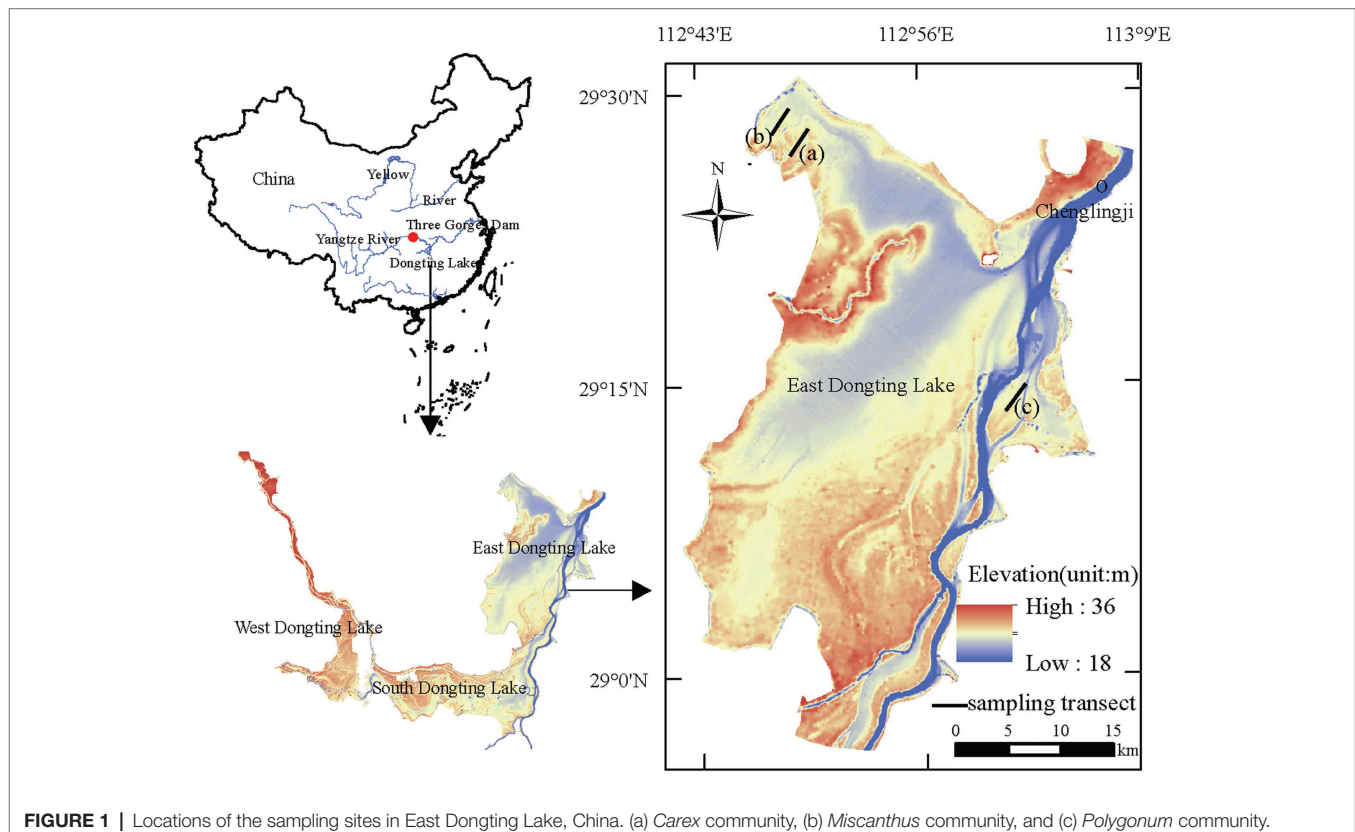 China
Yellow
River
Three Gorges Dam
Yangtze River
Dongting Lake
East Dongting Lake
West Dongting Lake
South Dongting Lake
112°43'E 112°56'E 113°9'E
29°30'N
(b)
(a)
N
Chenglingji
29°15'N
East Dongting Lake
(c)
Elevation(unit:m)
High : 36
Low : 18
29°0'N
sampling transect
0 5 10 15
km
FIGURE 1 | Locations of the sampling sites in East Dongting Lake, China. (a) Carex community, (b) Miscanthus community, and (c) Polygonum community.